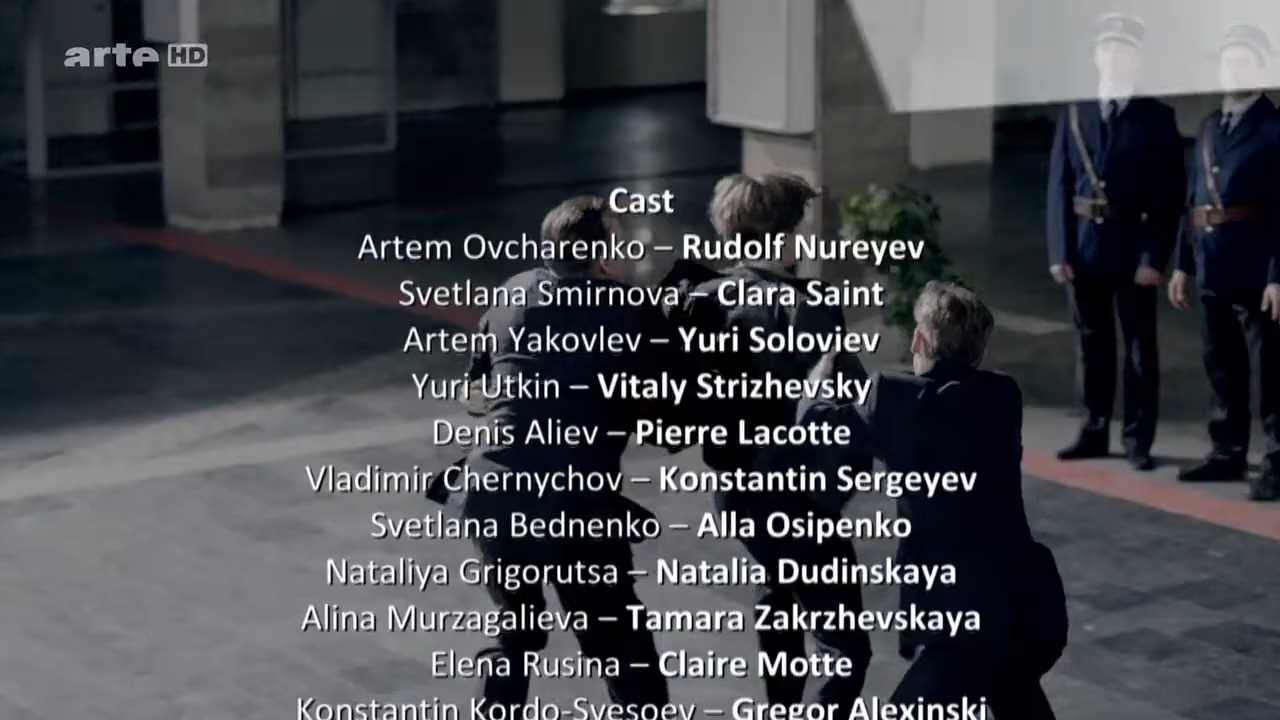 arte HD
Cast
Artem Ovcharenko – Rudolf Nureyev
Svetlana Smirnova – Clara Saint
Artem Yakovlev – Yuri Soloviev
Yuri Utkin – Vitaly Strizhevsky
Denis Aliev – Pierre Lacotte
Vladimir Chernychov – Konstantin Sergeyev
Svetlana Bednenko – Alla Osipenko
Nataliya Grigorutsa – Natalia Dudinskaya
Alina Murzagalieva – Tamara Zakrzhevskaya
Elena Rusina – Claire Motte
Konstantin Kordo-Svesoev – Gregor Alexinski